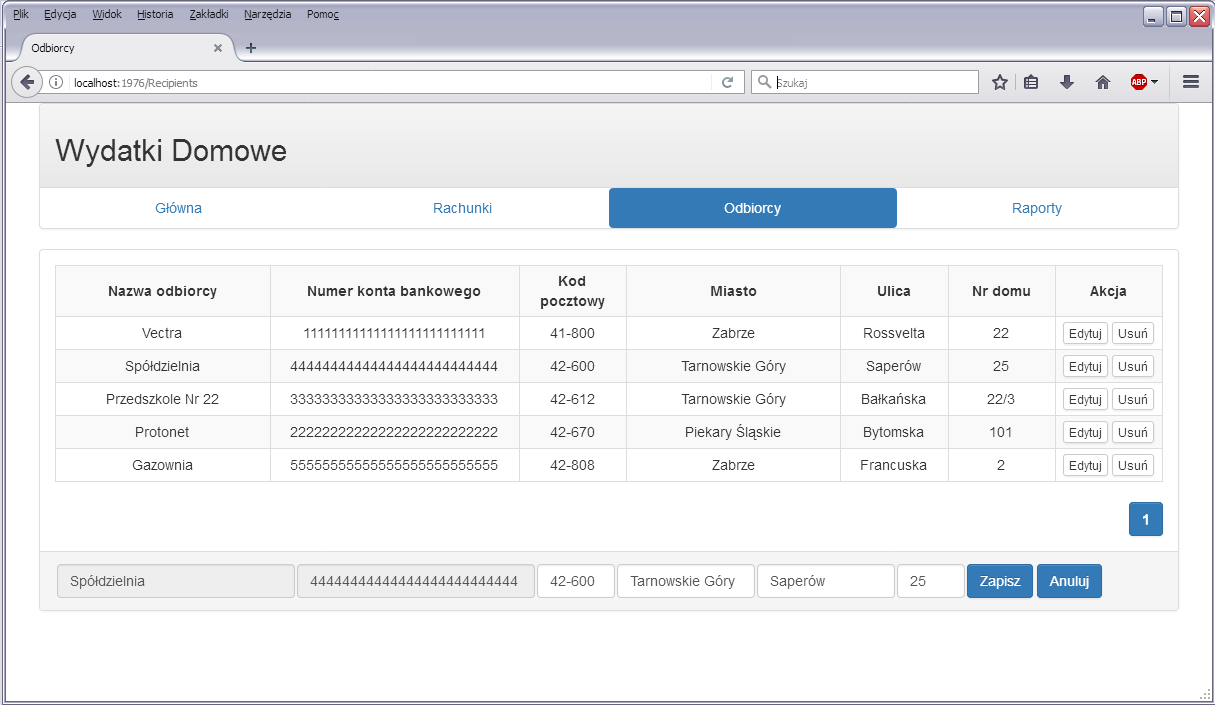 Plik Edycja Widok Historia Zakładki Narzędzia Pomoc
Odbiorcy
localhost:1976/Recipients
Szukaj
ABP
Wydatki Domowe
Główna Rachunki Odbiorcy Raporty
Nazwa odbiorcy Numer konta bankowego Kod pocztowy Miasto Ulica Nr domu Akcja
Vectra 11111111111111111111111111 41-800 Zabrze Rossvelta 22 Edytuj Usuń
Spółdzielnia 44444444444444444444444444 42-600 Tarnowskie Góry Saperów 25 Edytuj Usuń
Przedszkole Nr 22 33333333333333333333333333 42-612 Tarnowskie Góry Bałkańska 22/3 Edytuj Usuń
Protonet 22222222222222222222222222 42-670 Piekary Śląskie Bytomska 101 Edytuj Usuń
Gazownia 55555555555555555555555555 42-808 Zabrze Francuska 2 Edytuj Usuń
1
Spółdzielnia 44444444444444444444444444 42-600 Tarnowskie Góry Saperów 25 Zapisz Anuluj